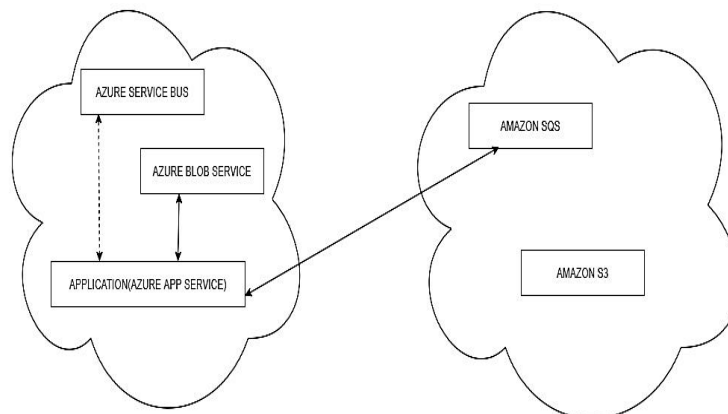 AZURE SERVICE BUS
AZURE BLOB SERVICE
APPLICATION(AZURE APP SERVICE)
AMAZON SQS
AMAZON S3